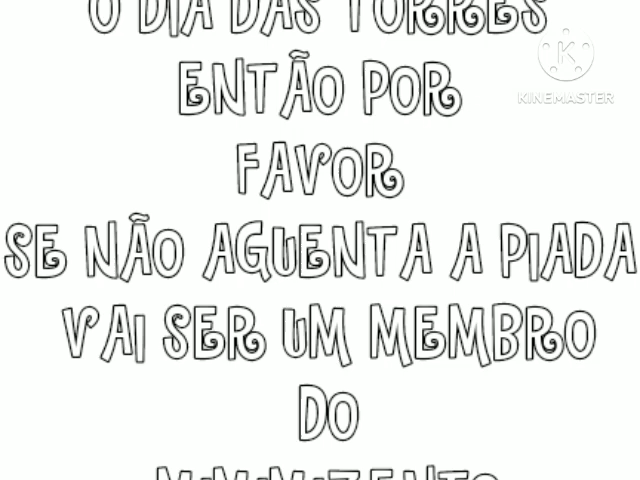 O DIA DAS TORRES
ENTÃO POR
FAVOR
SE NÃO AGUENTA A PIADA
VAI SER UM MEMBRO
DO
KINEMASTER